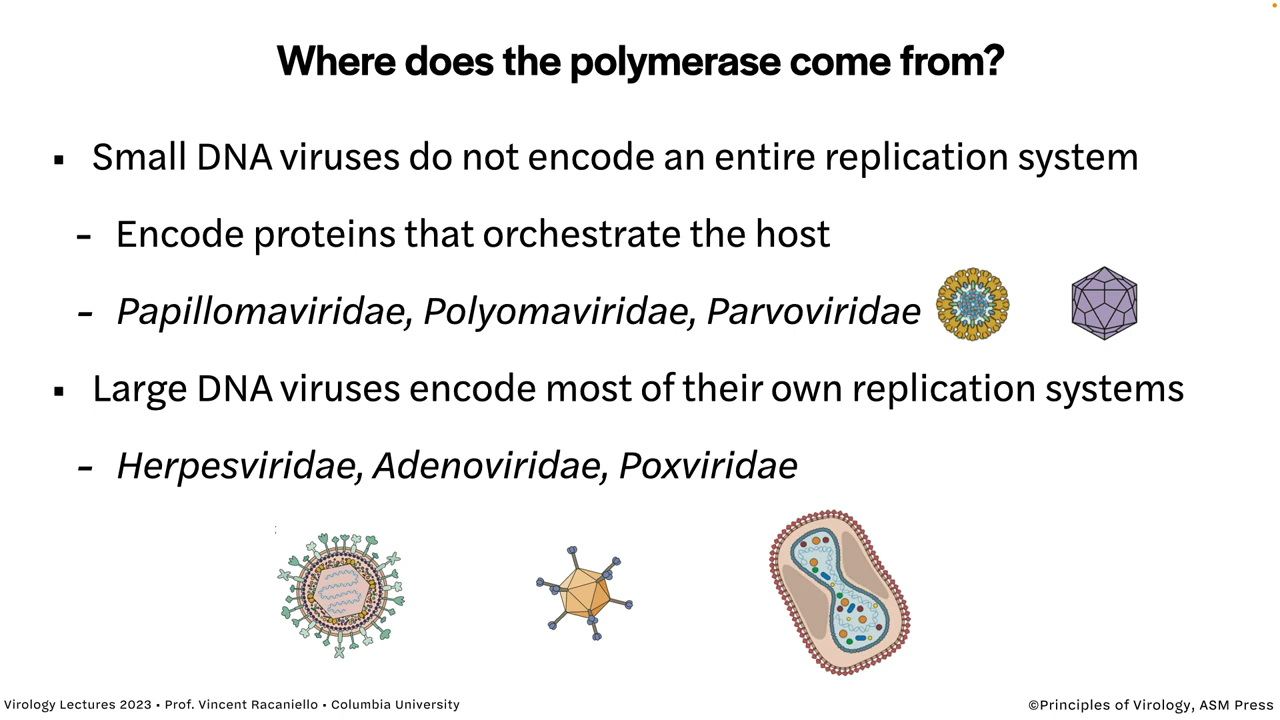 Where does the polymerase come from?
▪ Small DNA viruses do not encode an entire replication system
- Encode proteins that orchestrate the host
- Papillomaviridae, Polyomaviridae, Parvoviridae
▪ Large DNA viruses encode most of their own replication systems
- Herpesviridae, Adenoviridae, Poxviridae
Virology Lectures 2023 • Prof. Vincent Racaniello • Columbia University
©Principles of Virology, ASM Press